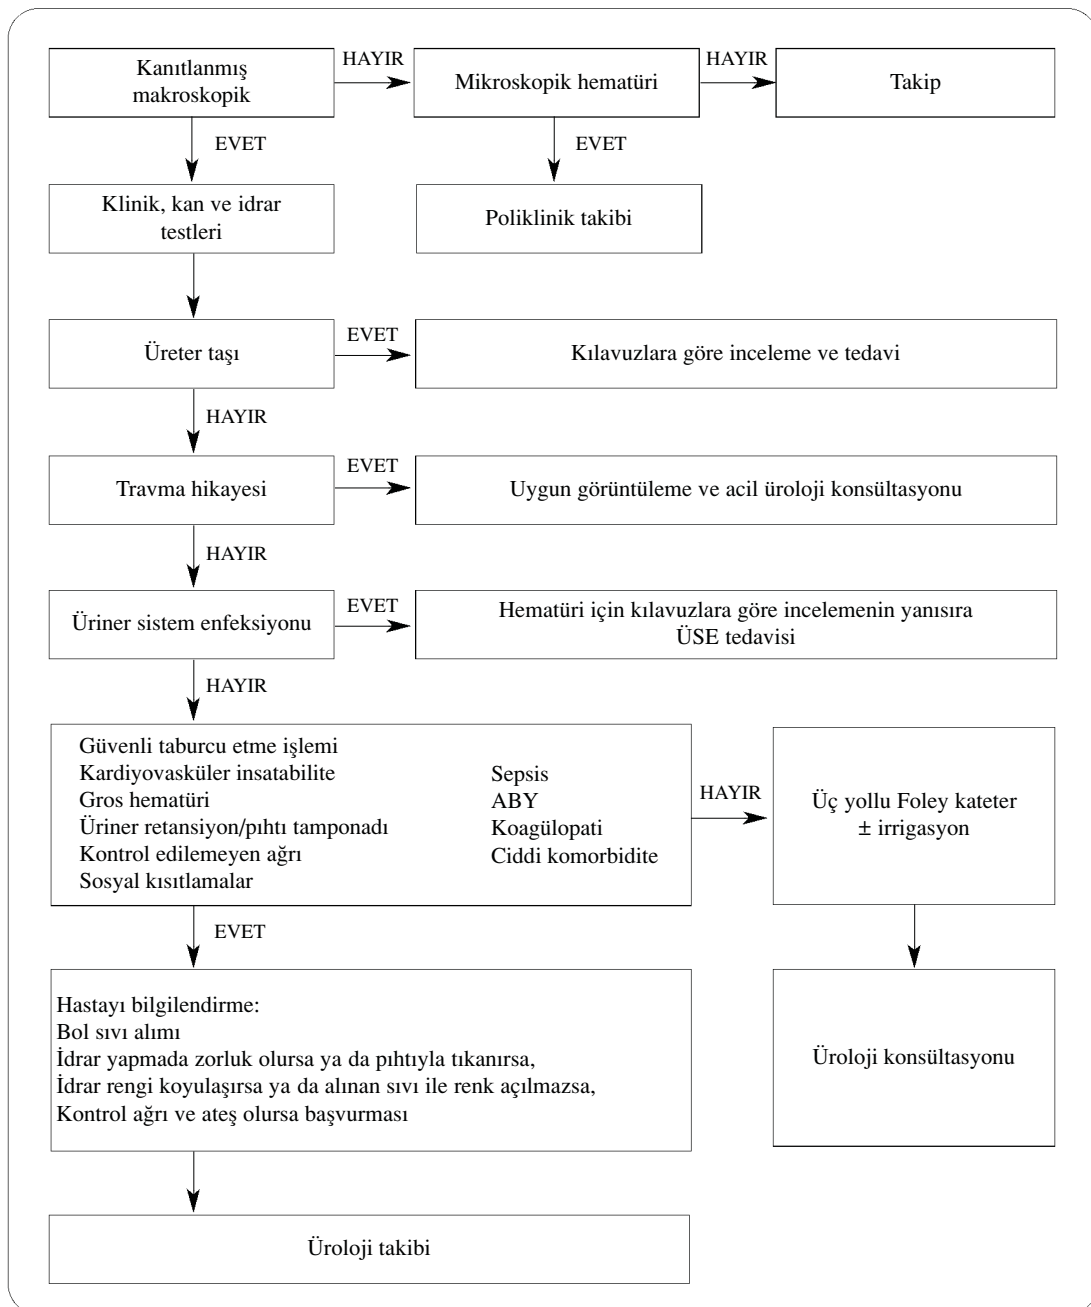 Kanıtlanmış
makroskopik
HAYIR
Mikroskopik hematüri
HAYIR
Takip
EVET
EVET
Klinik, kan ve idrar
testleri
Poliklinik takibi
Üreter taşı
EVET
Kılavuzlara göre inceleme ve tedavi
HAYIR
Travma hikayesi
EVET
Uygun görüntüleme ve acil üroloji konsültasyonu
HAYIR
Üriner sistem enfeksiyonu
EVET
Hematüri için kılavuzlara göre incelemenin yanısıra
ÜSE tedavisi
HAYIR
Güvenli taburcu etme işlemi
Kardiyovasküler insatabilite
Gros hematüri
Üriner retansiyon/pıhtı tamponadı
Kontrol edilemeyen ağrı
Sosyal kısıtlamalar
Sepsis
ABY
Koagülopati
Ciddi komorbidite
HAYIR
Üç yollu Foley kateter
± irrigasyon
EVET
Hastayı bilgilendirme:
Bol sıvı alımı
İdrar yapmada zorluk olursa ya da pıhtıyla tıkanırsa,
İdrar rengi koyulaşırsa ya da alınan sıvı ile renk açılmazsa,
Kontrol ağrı ve ateş olursa başvurması
Üroloji konsültasyonu
Üroloji takibi